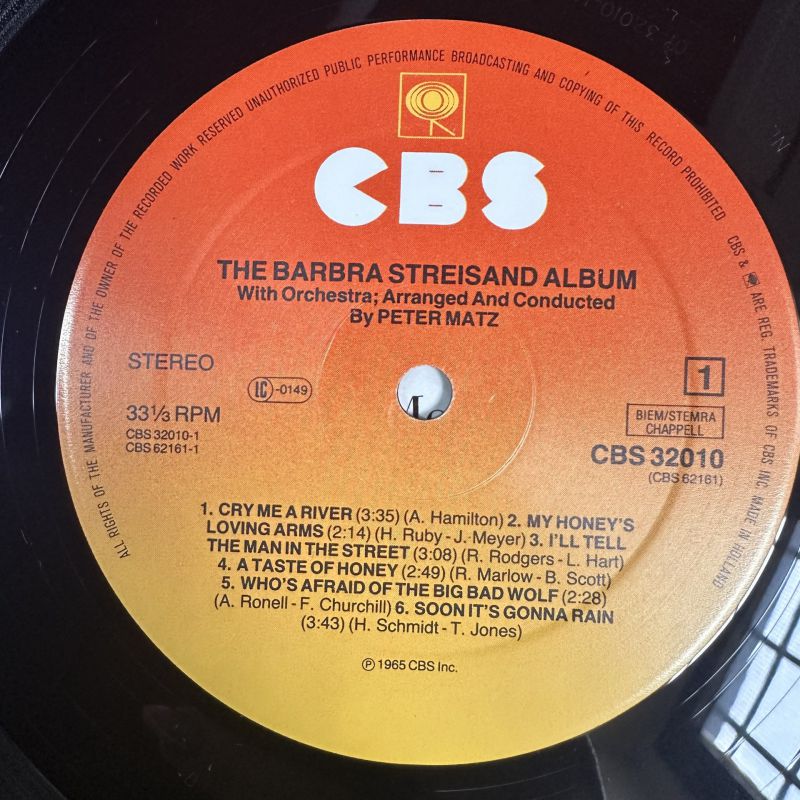 ALL RIGHTS OF THE MANUFACTURER AND OF THE OWNER OF THE RECORDED WORK RESERVED UNAUTHORIZED PUBLIC PERFORMANCE BROADCASTING AND COPYING OF THIS RECORD PROHIBITED
CBS & ARE REG. TRADEMARKS OF CBS INC. MADE IN HOLLAND
CBS
THE BARBRA STREISAND ALBUM
With Orchestra; Arranged And Conducted
By PETER MATZ
STEREO
LC-0149
1
33⅓ RPM
BIEM/STEMRA
CHAPPELL
CBS 32010-1
CBS 62161-1
CBS 32010
(CBS 62161)
1. CRY ME A RIVER (3:35) (A. Hamilton) 2. MY HONEY'S
LOVING ARMS (2:14) (H. Ruby - J. Meyer) 3. I'LL TELL
THE MAN IN THE STREET (3:08) (R. Rodgers - L. Hart)
4. A TASTE OF HONEY (2:49) (R. Marlow - B. Scott)
5. WHO'S AFRAID OF THE BIG BAD WOLF (2:28)
(A. Ronell - F. Churchill) 6. SOON IT'S GONNA RAIN
(3:43) (H. Schmidt - T. Jones)
℗ 1965 CBS Inc.